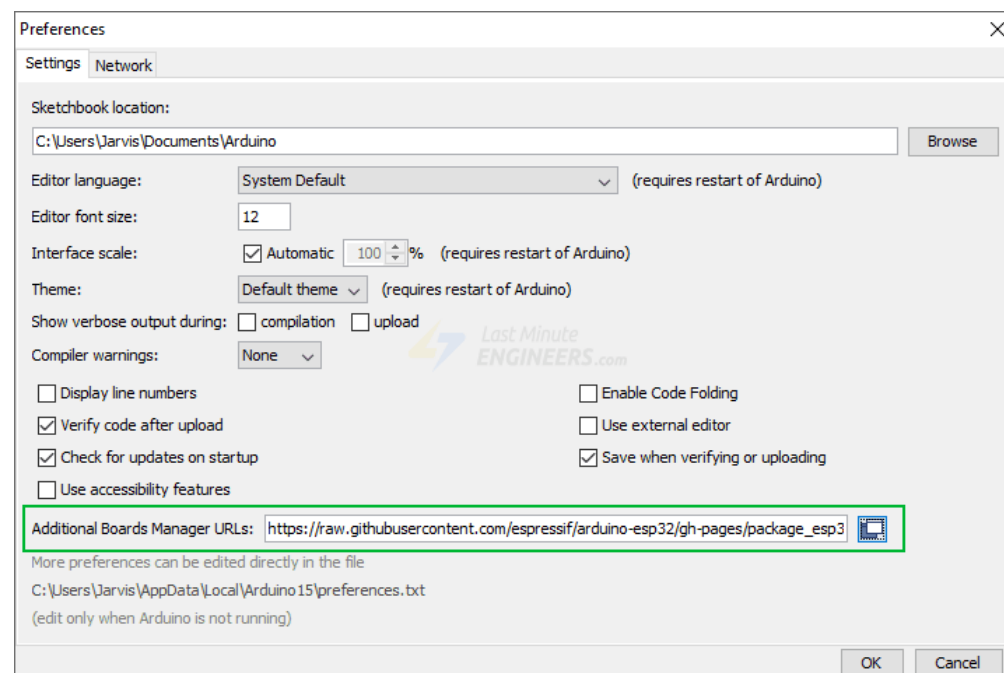 Preferences
Settings Network
Sketchbook location:
C:\Users\Jarvis\Documents\Arduino Browse
Editor language: System Default (requires restart of Arduino)
Editor font size: 12
Interface scale: Automatic 100 % (requires restart of Arduino)
Theme: Default theme (requires restart of Arduino)
Show verbose output during: compilation upload
Last Minute
ENGINEERS.com
Compiler warnings: None
Display line numbers Enable Code Folding
Verify code after upload Use external editor
Check for updates on startup Save when verifying or uploading
Use accessibility features
Additional Boards Manager URLs: https://raw.githubusercontent.com/espressif/arduino-esp32/gh-pages/package_esp3
More preferences can be edited directly in the file
C:\Users\Jarvis\AppData\Local\Arduino15\preferences.txt
(edit only when Arduino is not running)
OK Cancel